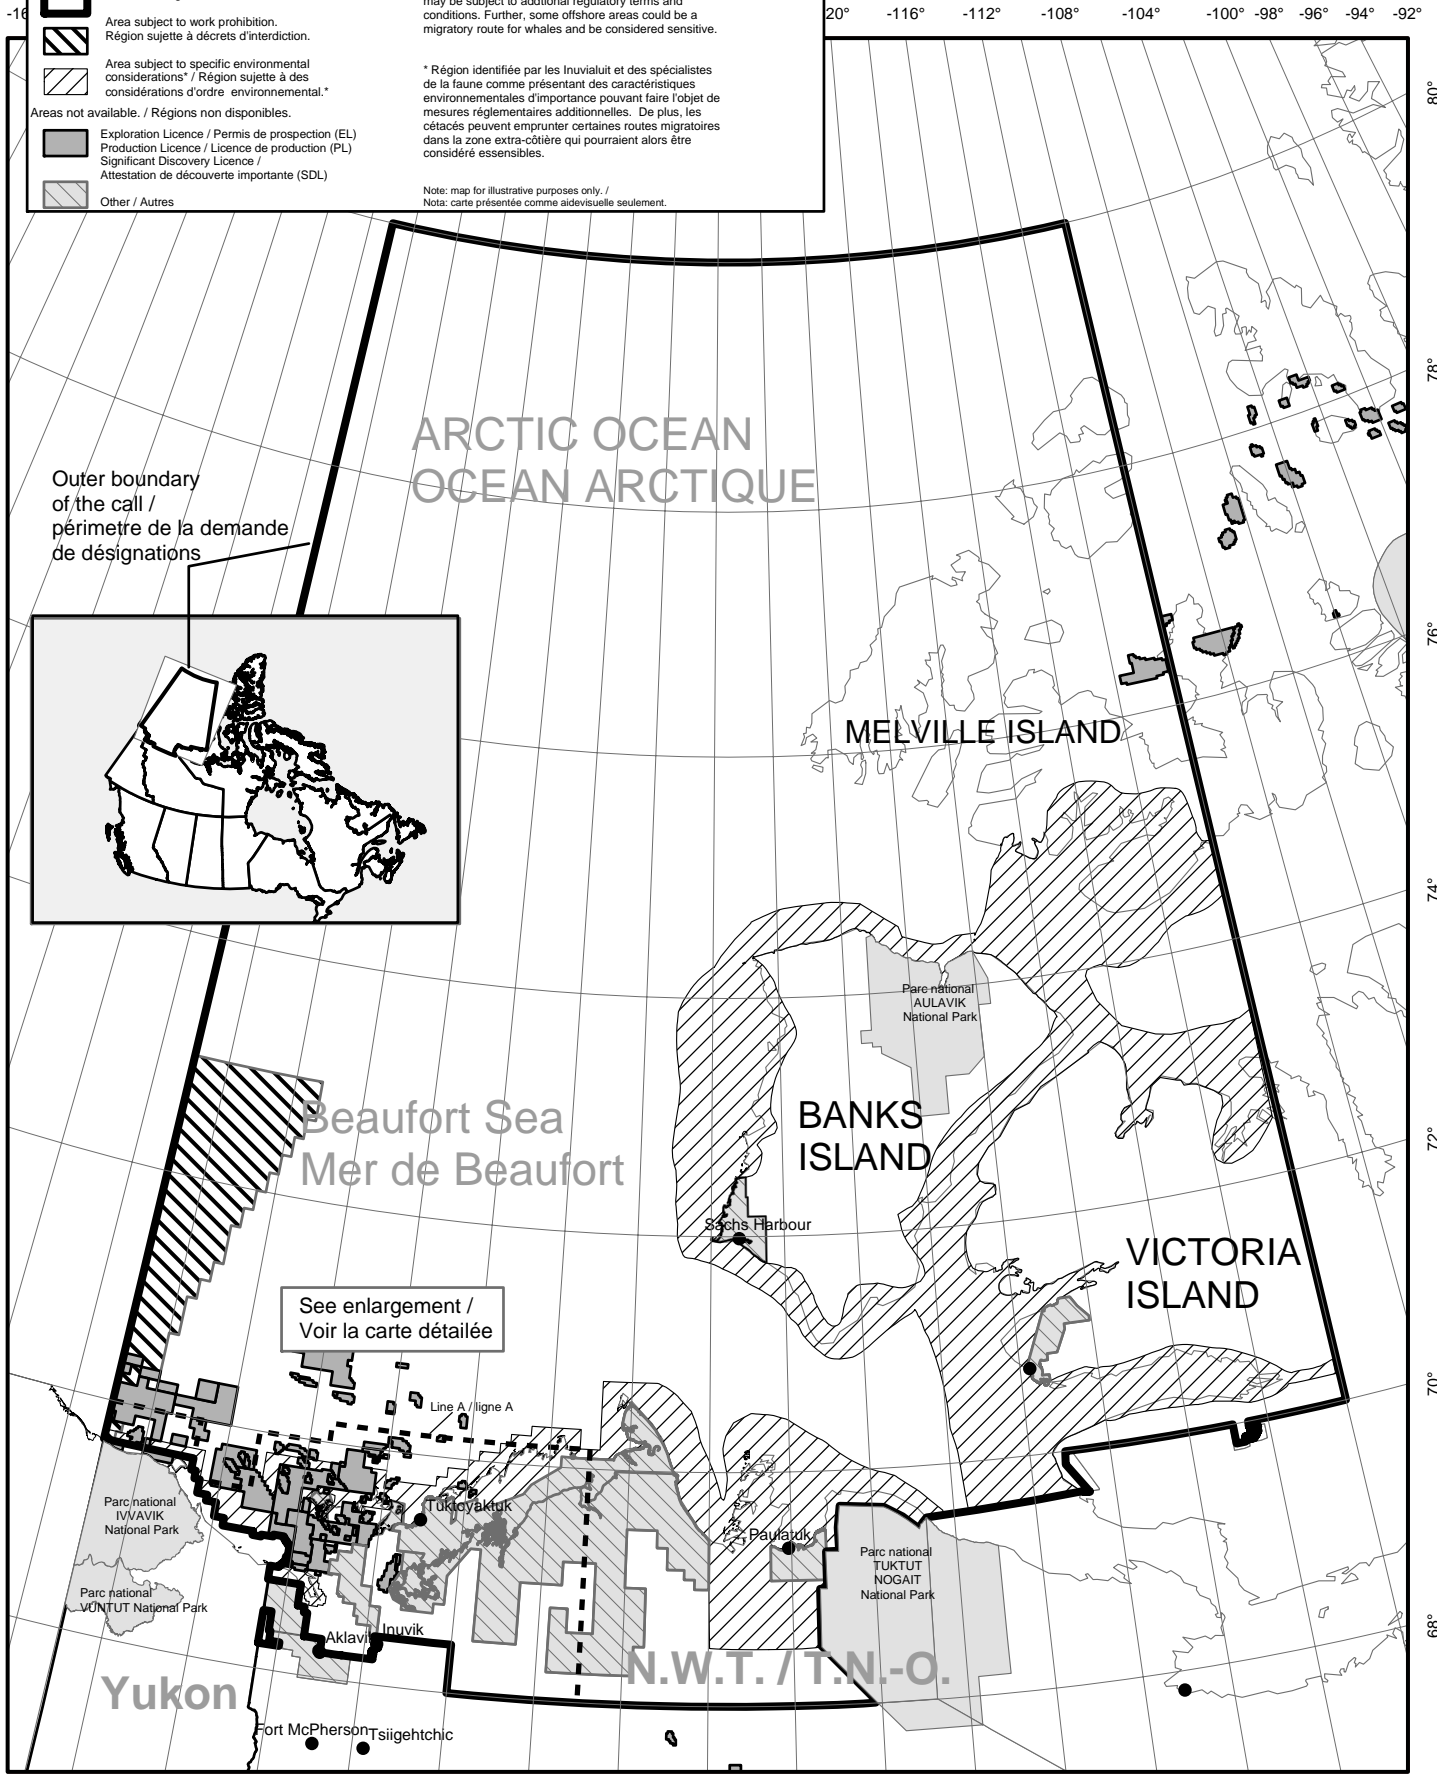 -120° -116° -112° -108° -104° -100° -98° -96° -94° -92°
Area subject to work prohibition.
Région sujette à décrets d'interdiction.
Area subject to specific environmental
considerations* / Région sujette à des
considérations d'ordre environnemental.*
Areas not available. / Régions non disponibles.
Exploration Licence / Permis de prospection (EL)
Production Licence / Licence de production (PL)
Significant Discovery Licence /
Attestation de découverte importante (SDL)
Other / Autres
may be subject to addtional regulatory terms and
conditions. Further, some offshore areas could be a
migratory route for whales and be considered sensitive.
* Région identifiée par les Inuvialuit et des spécialistes
de la faune comme présentant des caractéristiques
environnementales d'importance pouvant faire l'objet de
mesures réglementaires additionnelles. De plus, les
cétacés peuvent emprunter certaines routes migratoires
dans la zone extra-côtière qui pourraient alors être
considéré essensibles.
Note: map for illustrative purposes only. /
Nota: carte présentée comme aidevisuelle seulement.
80°
78°
76°
74°
72°
70°
68°
ARCTIC OCEAN
OCEAN ARCTIQUE
Outer boundary
of the call /
périmetre de la demande
de désignations
MELVILLE ISLAND
Parc national
AULAVIK
National Park
Beaufort Sea
Mer de Beaufort
BANKS
ISLAND
Sachs Harbour
VICTORIA
ISLAND
See enlargement /
Voir la carte détailée
Line A / ligne A
Tuktoyaktuk
Paulatuk
Parc national
IVVAVIK
National Park
Parc national
TUKTUT
NOGAIT
National Park
Parc national
VUNTUT National Park
Aklavik
Inuvik
N.W.T. / T.N.-O.
Yukon
Fort McPherson
Tsiigehtchic